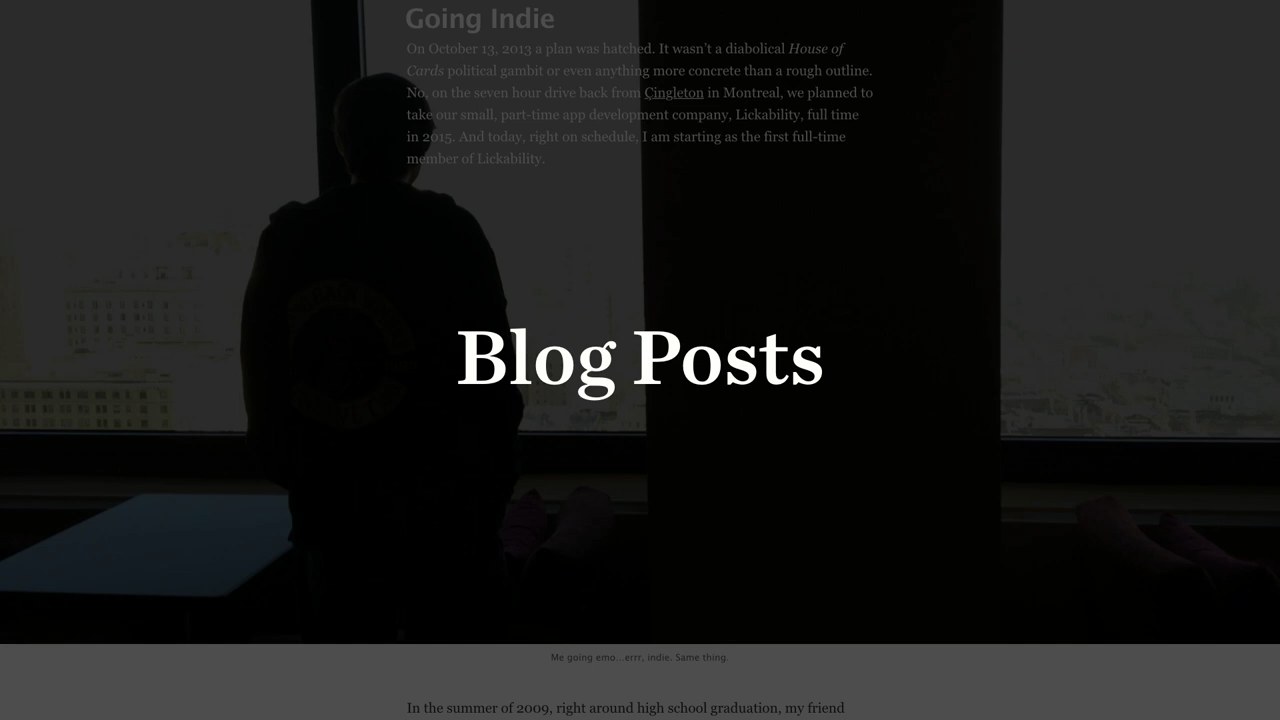 Going Indie
On October 13, 2013 a plan was hatched. It wasn't a diabolical House of
Cards political gambit or even anything more concrete than a rough outline.
No, on the seven hour drive back from Çingleton in Montreal, we planned to
take our small, part-time app development company, Lickability, full time
in 2015. And today, right on schedule, I am starting as the first full-time
member of Lickability.
Blog Posts
Me going emo...errr, indie. Same thing.
In the summer of 2009, right around high school graduation, my friend